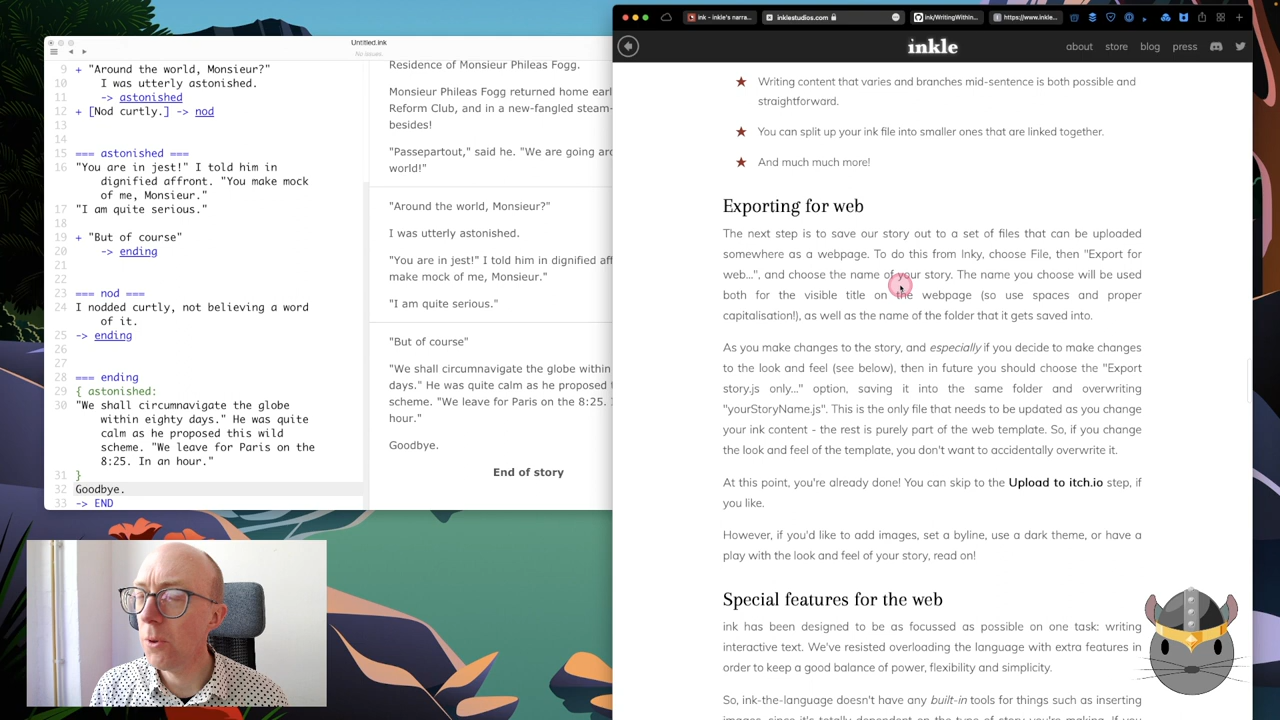 Untitled.ink
No issues.
9 + "Around the world, Monsieur?"
10 I was utterly astonished.
11 -> astonished
12 + [Nod curtly.] -> nod
13
14
15 === astonished ===
16 "You are in jest!" I told him in
dignified affront. "You make mock
of me, Monsieur."
17 "I am quite serious."
18
19 + "But of course"
20 -> ending
21
22
23 === nod ===
24 I nodded curtly, not believing a word
of it.
25 -> ending
26
27
28 === ending
29 { astonished:
30 "We shall circumnavigate the globe
within eighty days." He was quite
calm as he proposed this wild
scheme. "We leave for Paris on the
8:25. In an hour."
31 }
32 Goodbye.
33 -> END
Residence of Monsieur Phileas Fogg.
Monsieur Phileas Fogg returned home earl
Reform Club, and in a new-fangled steam-
besides!
"Passepartout," said he. "We are going aro
world!"
"Around the world, Monsieur?"
I was utterly astonished.
"You are in jest!" I told him in dignified aff
make mock of me, Monsieur."
"I am quite serious."
"But of course"
"We shall circumnavigate the globe within
days." He was quite calm as he proposed t
scheme. "We leave for Paris on the 8:25. I
hour."
Goodbye.
End of story
ink - inkle's narra...
inklestudios.com
ink/WritingWithin...
https://www.inkle...
inkle
about store blog press
Writing content that varies and branches mid-sentence is both possible and
straightforward.
You can split up your ink file into smaller ones that are linked together.
And much much more!
Exporting for web
The next step is to save our story out to a set of files that can be uploaded
somewhere as a webpage. To do this from Inky, choose File, then "Export for
web...", and choose the name of your story. The name you choose will be used
both for the visible title on the webpage (so use spaces and proper
capitalisation!), as well as the name of the folder that it gets saved into.
As you make changes to the story, and especially if you decide to make changes
to the look and feel (see below), then in future you should choose the "Export
story.js only..." option, saving it into the same folder and overwriting
"yourStoryName.js". This is the only file that needs to be updated as you change
your ink content - the rest is purely part of the web template. So, if you change
the look and feel of the template, you don't want to accidentally overwrite it.
At this point, you're already done! You can skip to the Upload to itch.io step, if
you like.
However, if you'd like to add images, set a byline, use a dark theme, or have a
play with the look and feel of your story, read on!
Special features for the web
ink has been designed to be as focussed as possible on one task: writing
interactive text. We've resisted overloading the language with extra features in
order to keep a good balance of power, flexibility and simplicity.
So, ink-the-language doesn't have any built-in tools for things such as inserting